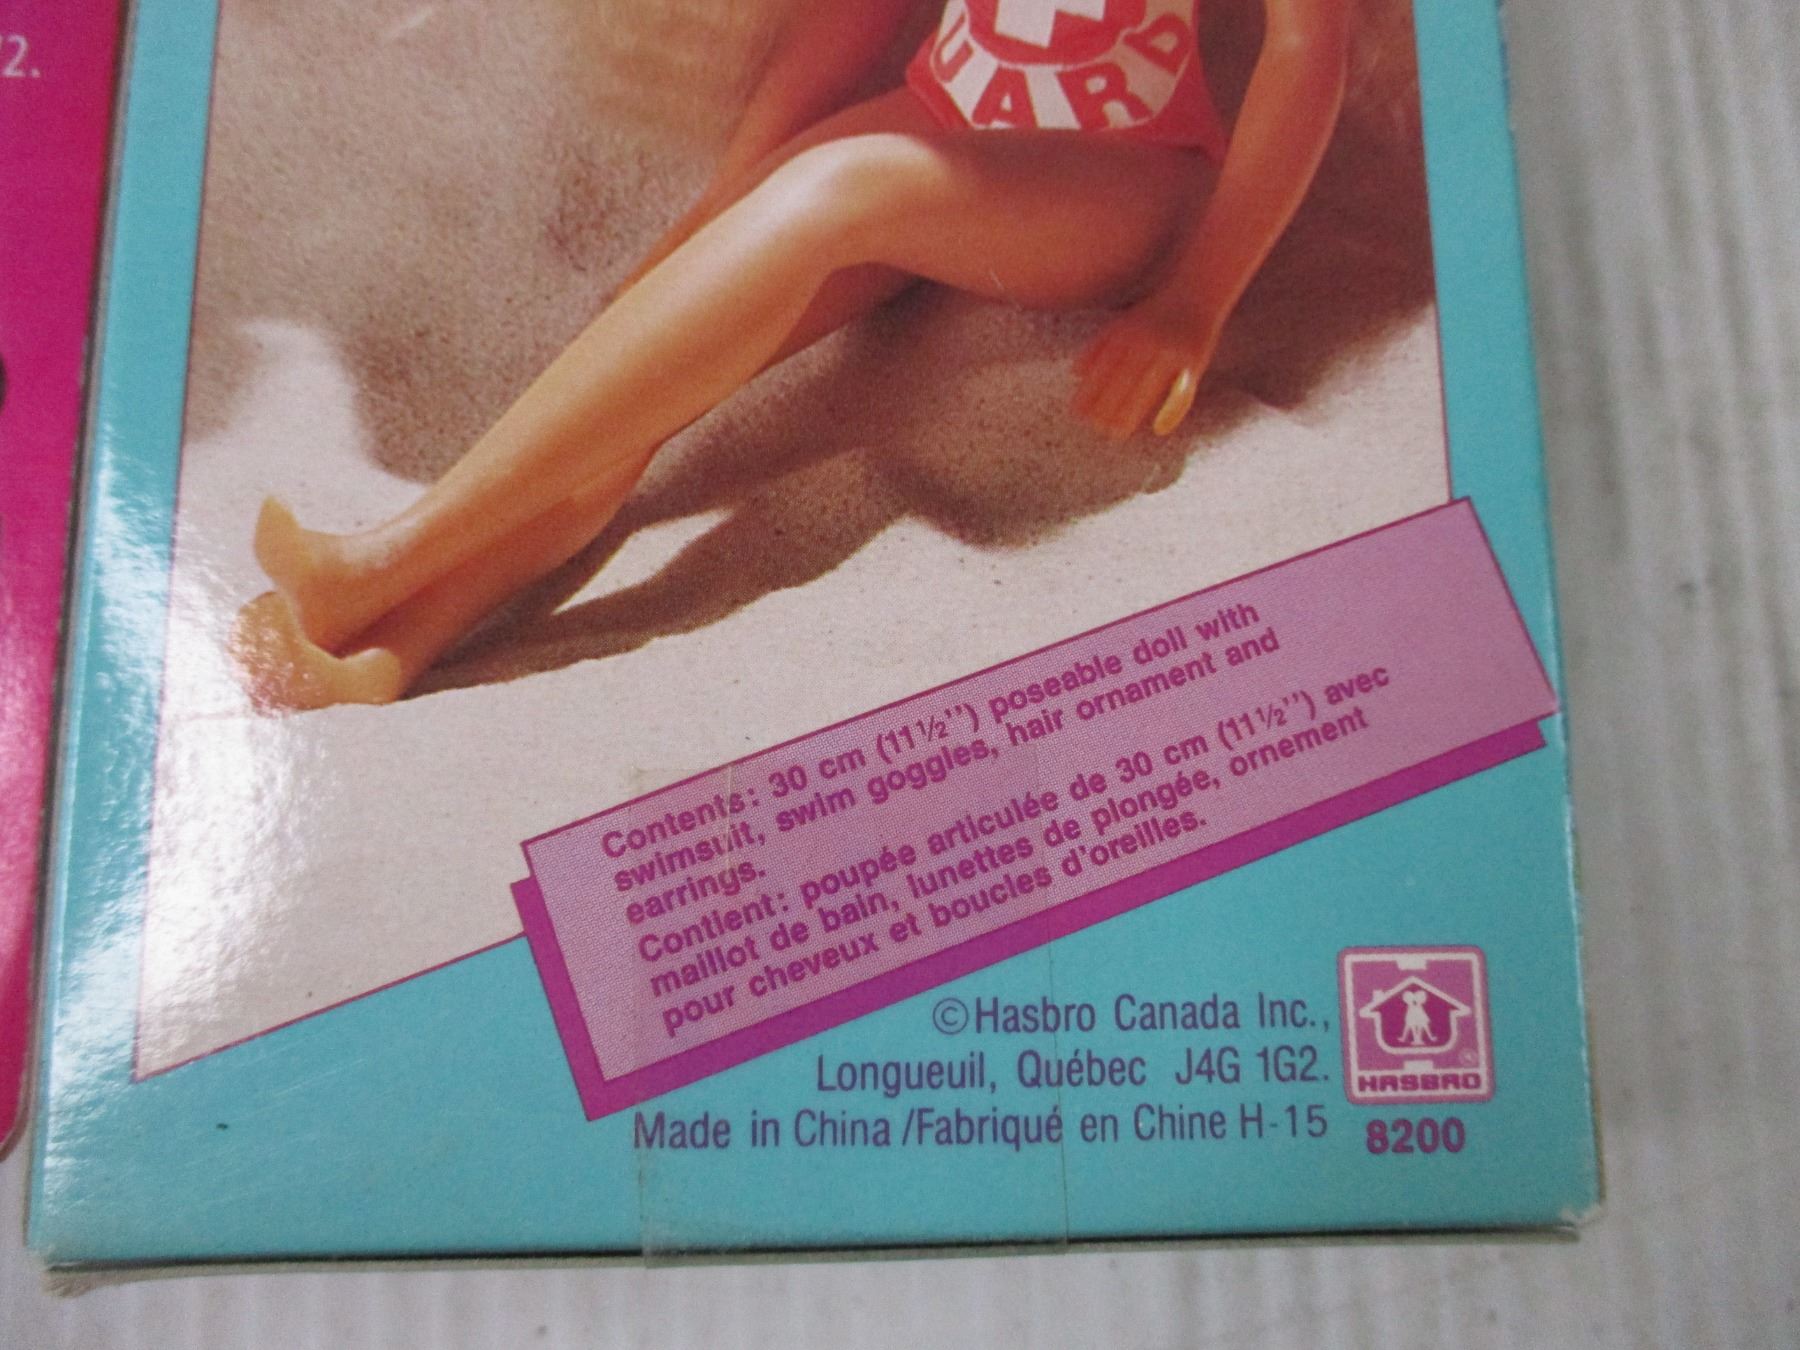 2.
UARD
Contents: 30 cm (11½'') poseable doll with
swimsuit, swim goggles, hair ornament and
earrings.
Contient: poupée articulée de 30 cm (11½'') avec
maillot de bain, lunettes de plongée, ornement
pour cheveux et boucles d'oreilles.
©Hasbro Canada Inc.,
Longueuil, Québec J4G 1G2.
Made in China /Fabriqué en Chine H-15
®
HASBRO
8200